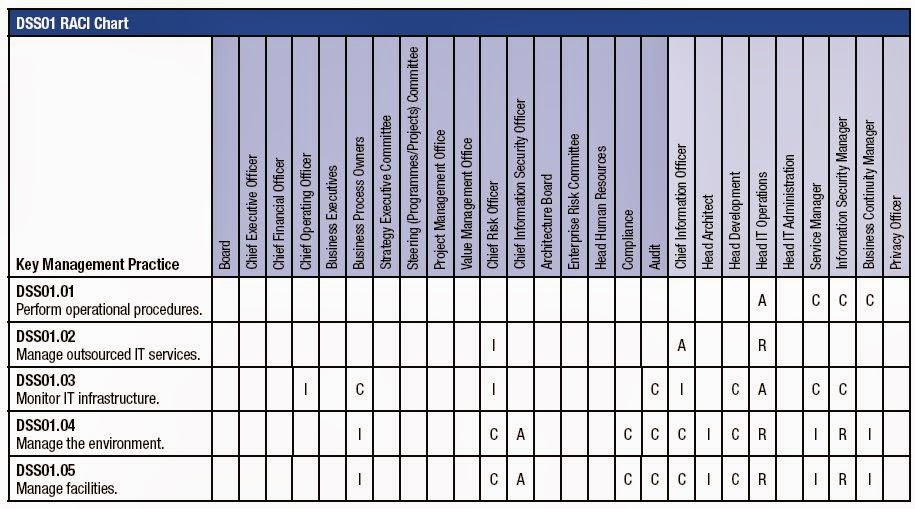 DSS01 RACI Chart
Key Management Practice
Board
Chief Executive Officer
Chief Financial Officer
Chief Operating Officer
Business Executives
Business Process Owners
Strategy Executive Committee
Steering (Programmes/Projects) Committee
Project Management Office
Value Management Office
Chief Risk Officer
Chief Information Security Officer
Architecture Board
Enterprise Risk Committee
Head Human Resources
Compliance
Audit
Chief Information Officer
Head Architect
Head Development
Head IT Operations
Head IT Administration
Service Manager
Information Security Manager
Business Continuity Manager
Privacy Officer
DSS01.01
Perform operational procedures.
A C C C
DSS01.02
Manage outsourced IT services.
I A R
DSS01.03
Monitor IT infrastructure.
I C I C I C A C C
DSS01.04
Manage the environment.
I C A C C C I C R I R I
DSS01.05
Manage facilities.
I C A C C C I C R I R I